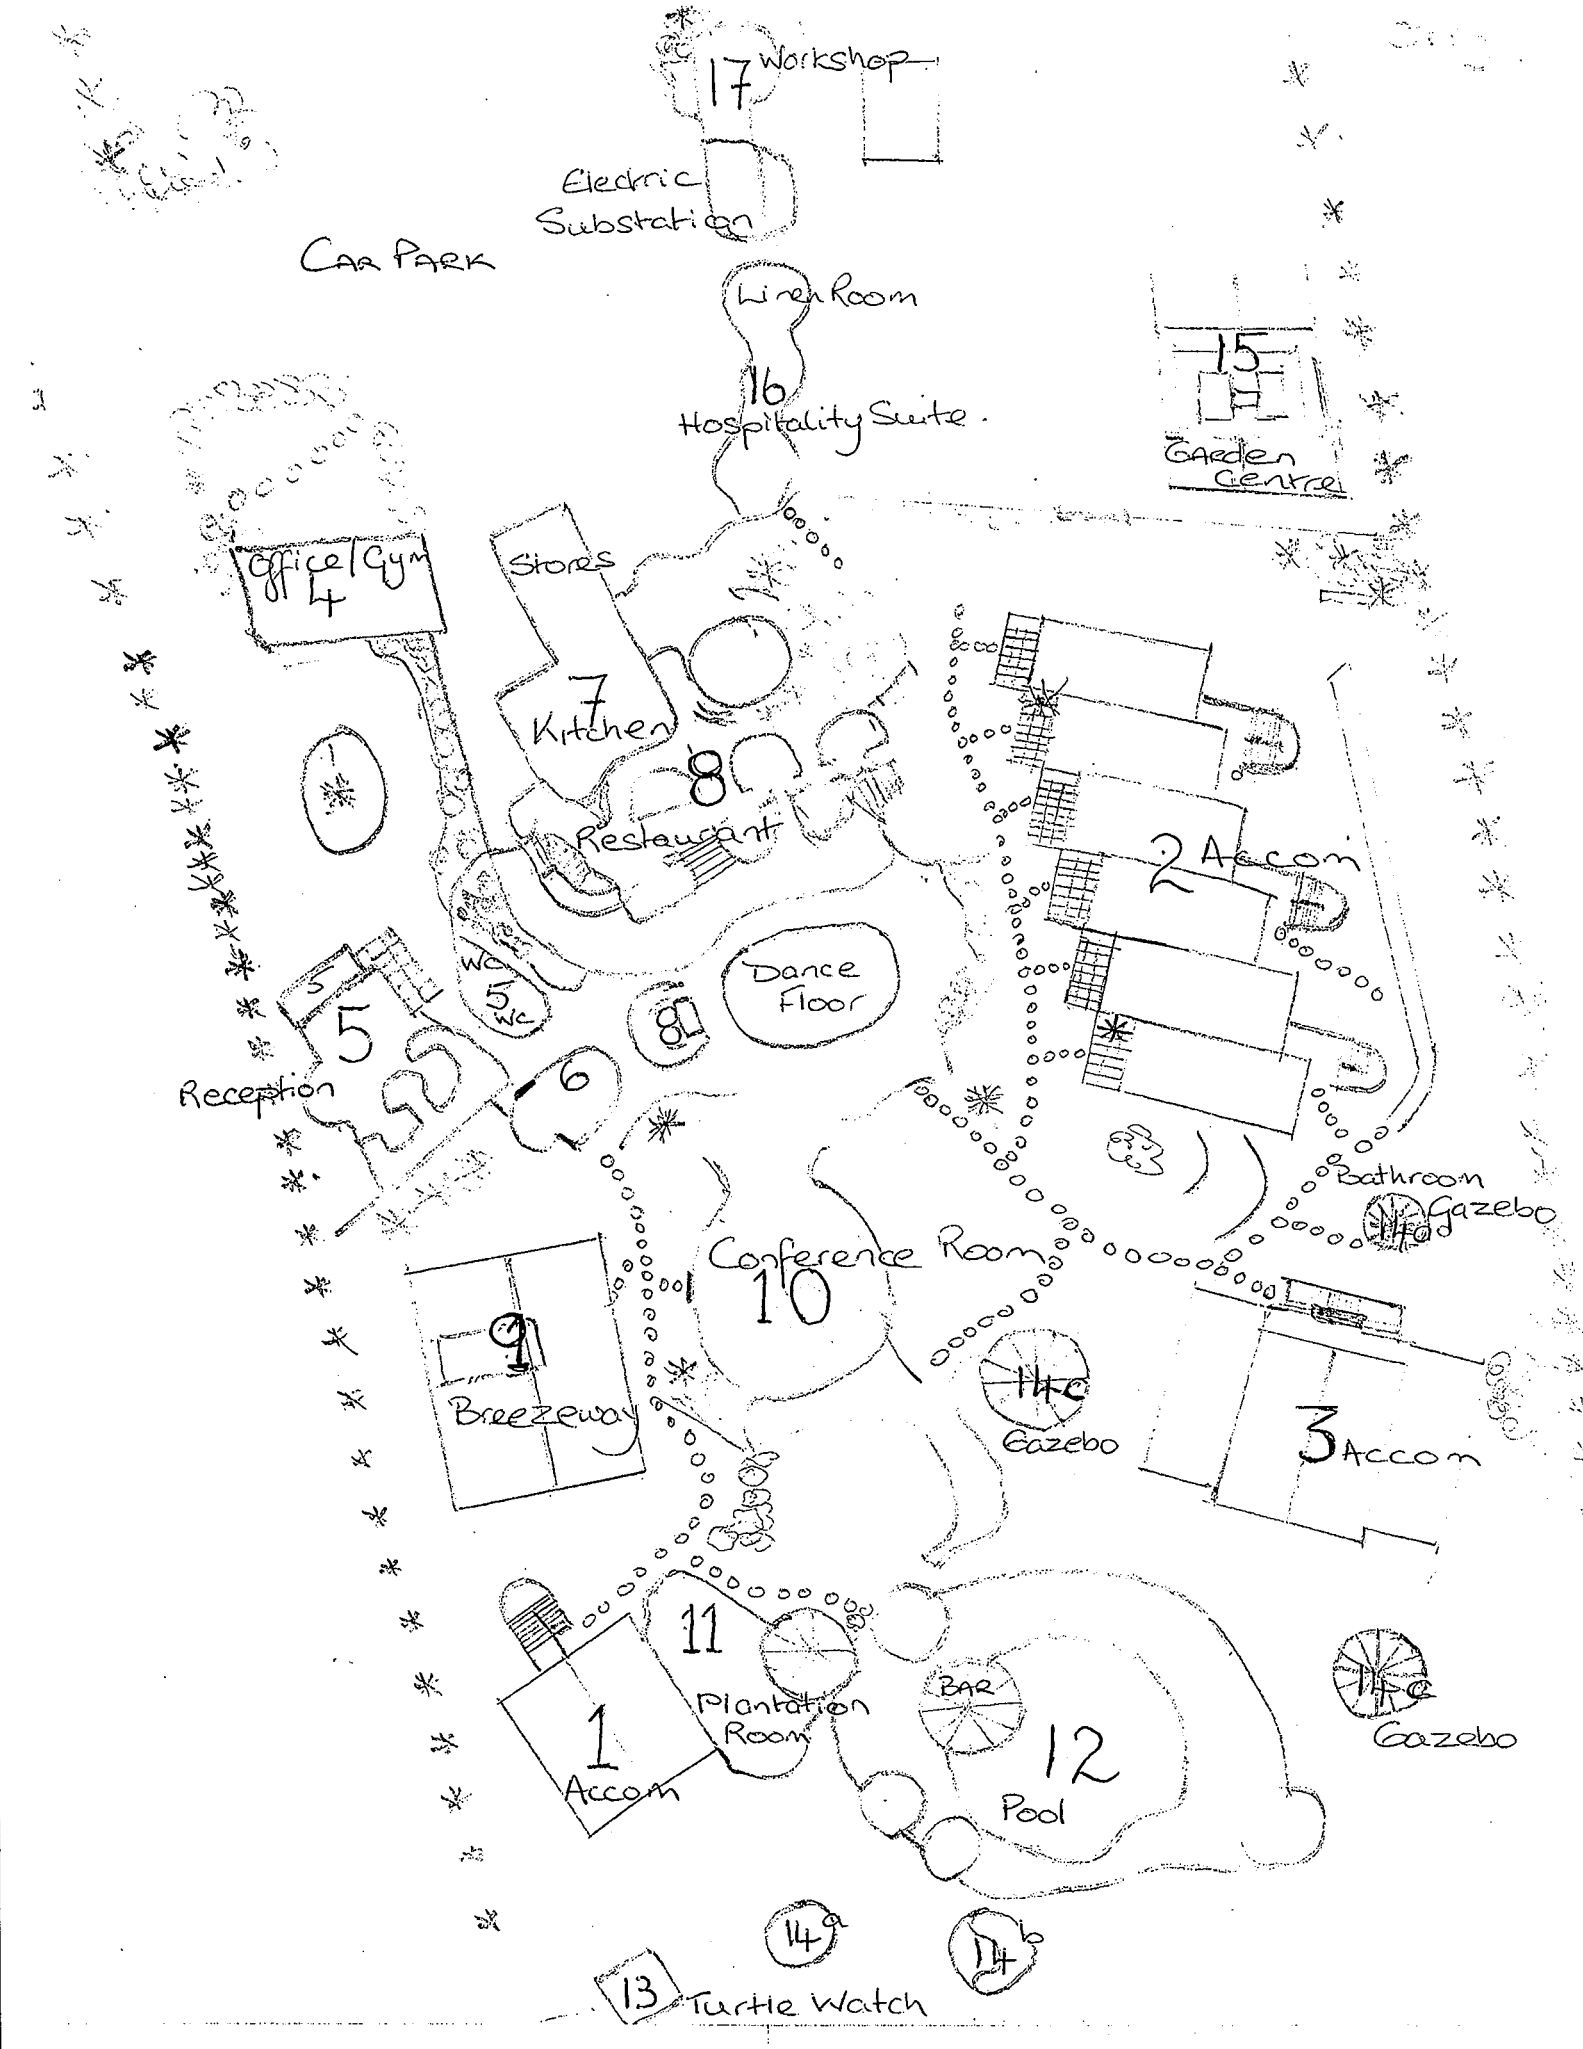 17 Workshop
Electric
Substation
CAR PARK
Linen Room
15
16
Hospitality Suite.
Garden
Centre
Office/Gym
4
Stores
7
Kitchen
8
Restaurant
2 Accom
WC
5
WC
S
5
Dance
Floor
8
6
Reception
Bathroom
Gazebo
Conference Room
10
9
Breezeway
14c
Gazebo
3 Accom
11
Plantation
Room
BAR
12
Pool
1
Accom
Gazebo
14a
14b
13 Turtle Watch